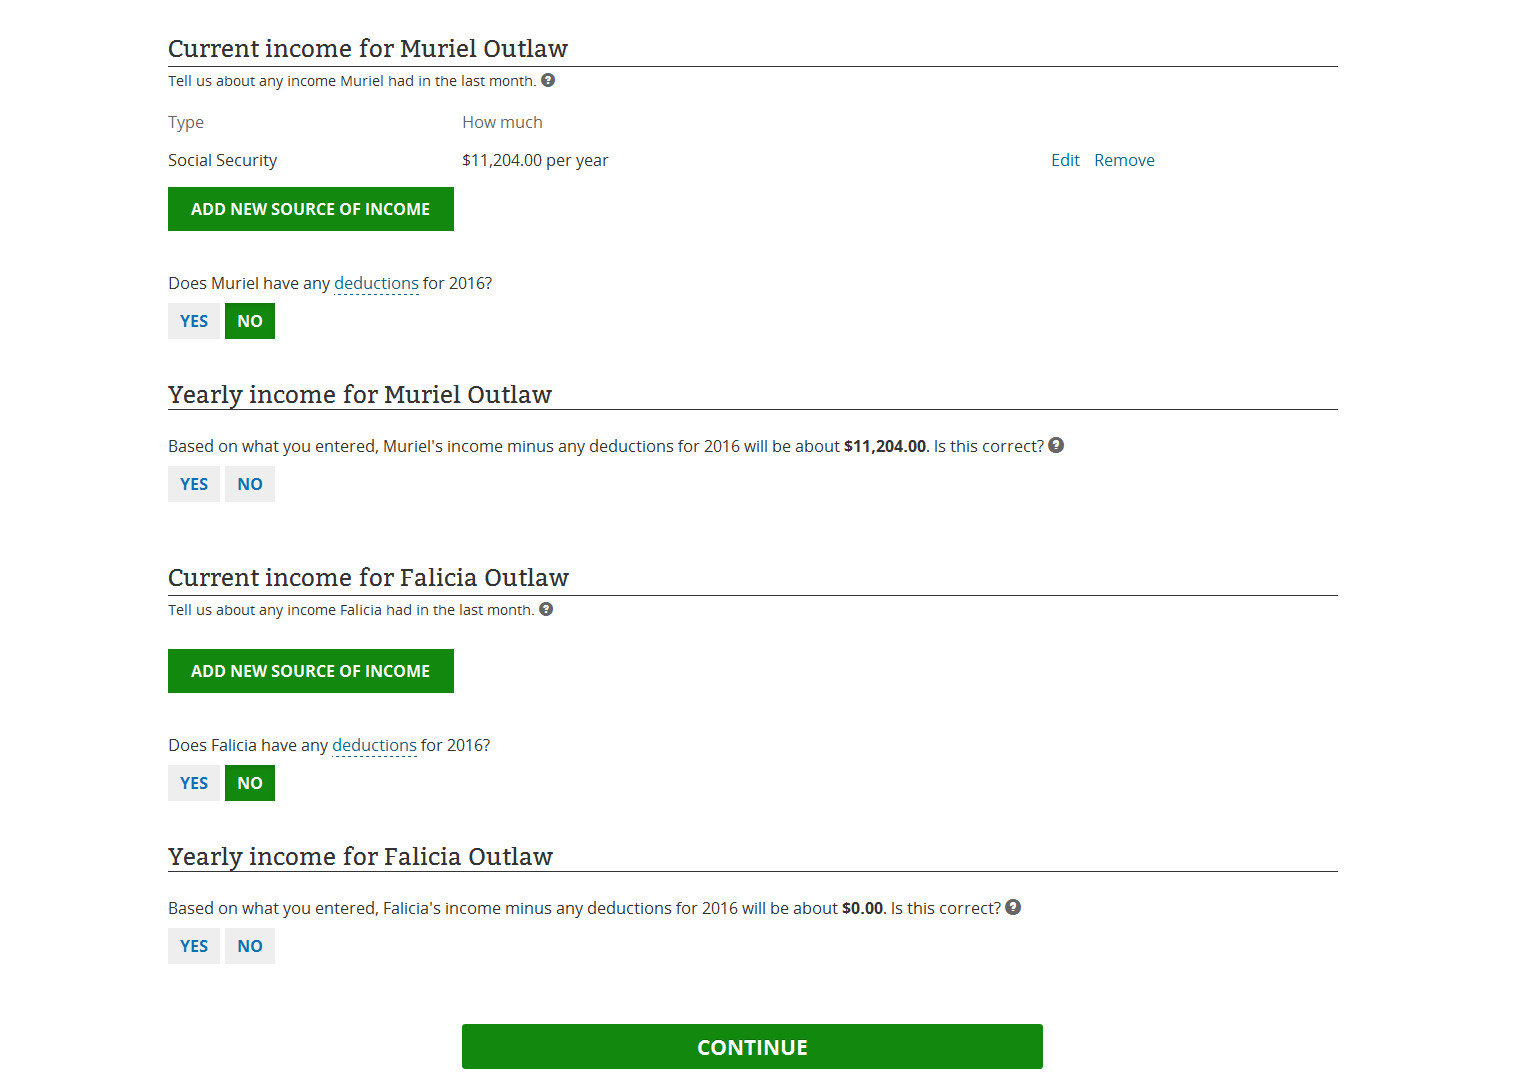 Current income for Muriel Outlaw
Tell us about any income Muriel had in the last month. ?
Type How much
Social Security $11,204.00 per year Edit Remove
ADD NEW SOURCE OF INCOME
Does Muriel have any deductions for 2016?
YES NO
Yearly income for Muriel Outlaw
Based on what you entered, Muriel's income minus any deductions for 2016 will be about $11,204.00. Is this correct? ?
YES NO
Current income for Falicia Outlaw
Tell us about any income Falicia had in the last month. ?
ADD NEW SOURCE OF INCOME
Does Falicia have any deductions for 2016?
YES NO
Yearly income for Falicia Outlaw
Based on what you entered, Falicia's income minus any deductions for 2016 will be about $0.00. Is this correct? ?
YES NO
CONTINUE